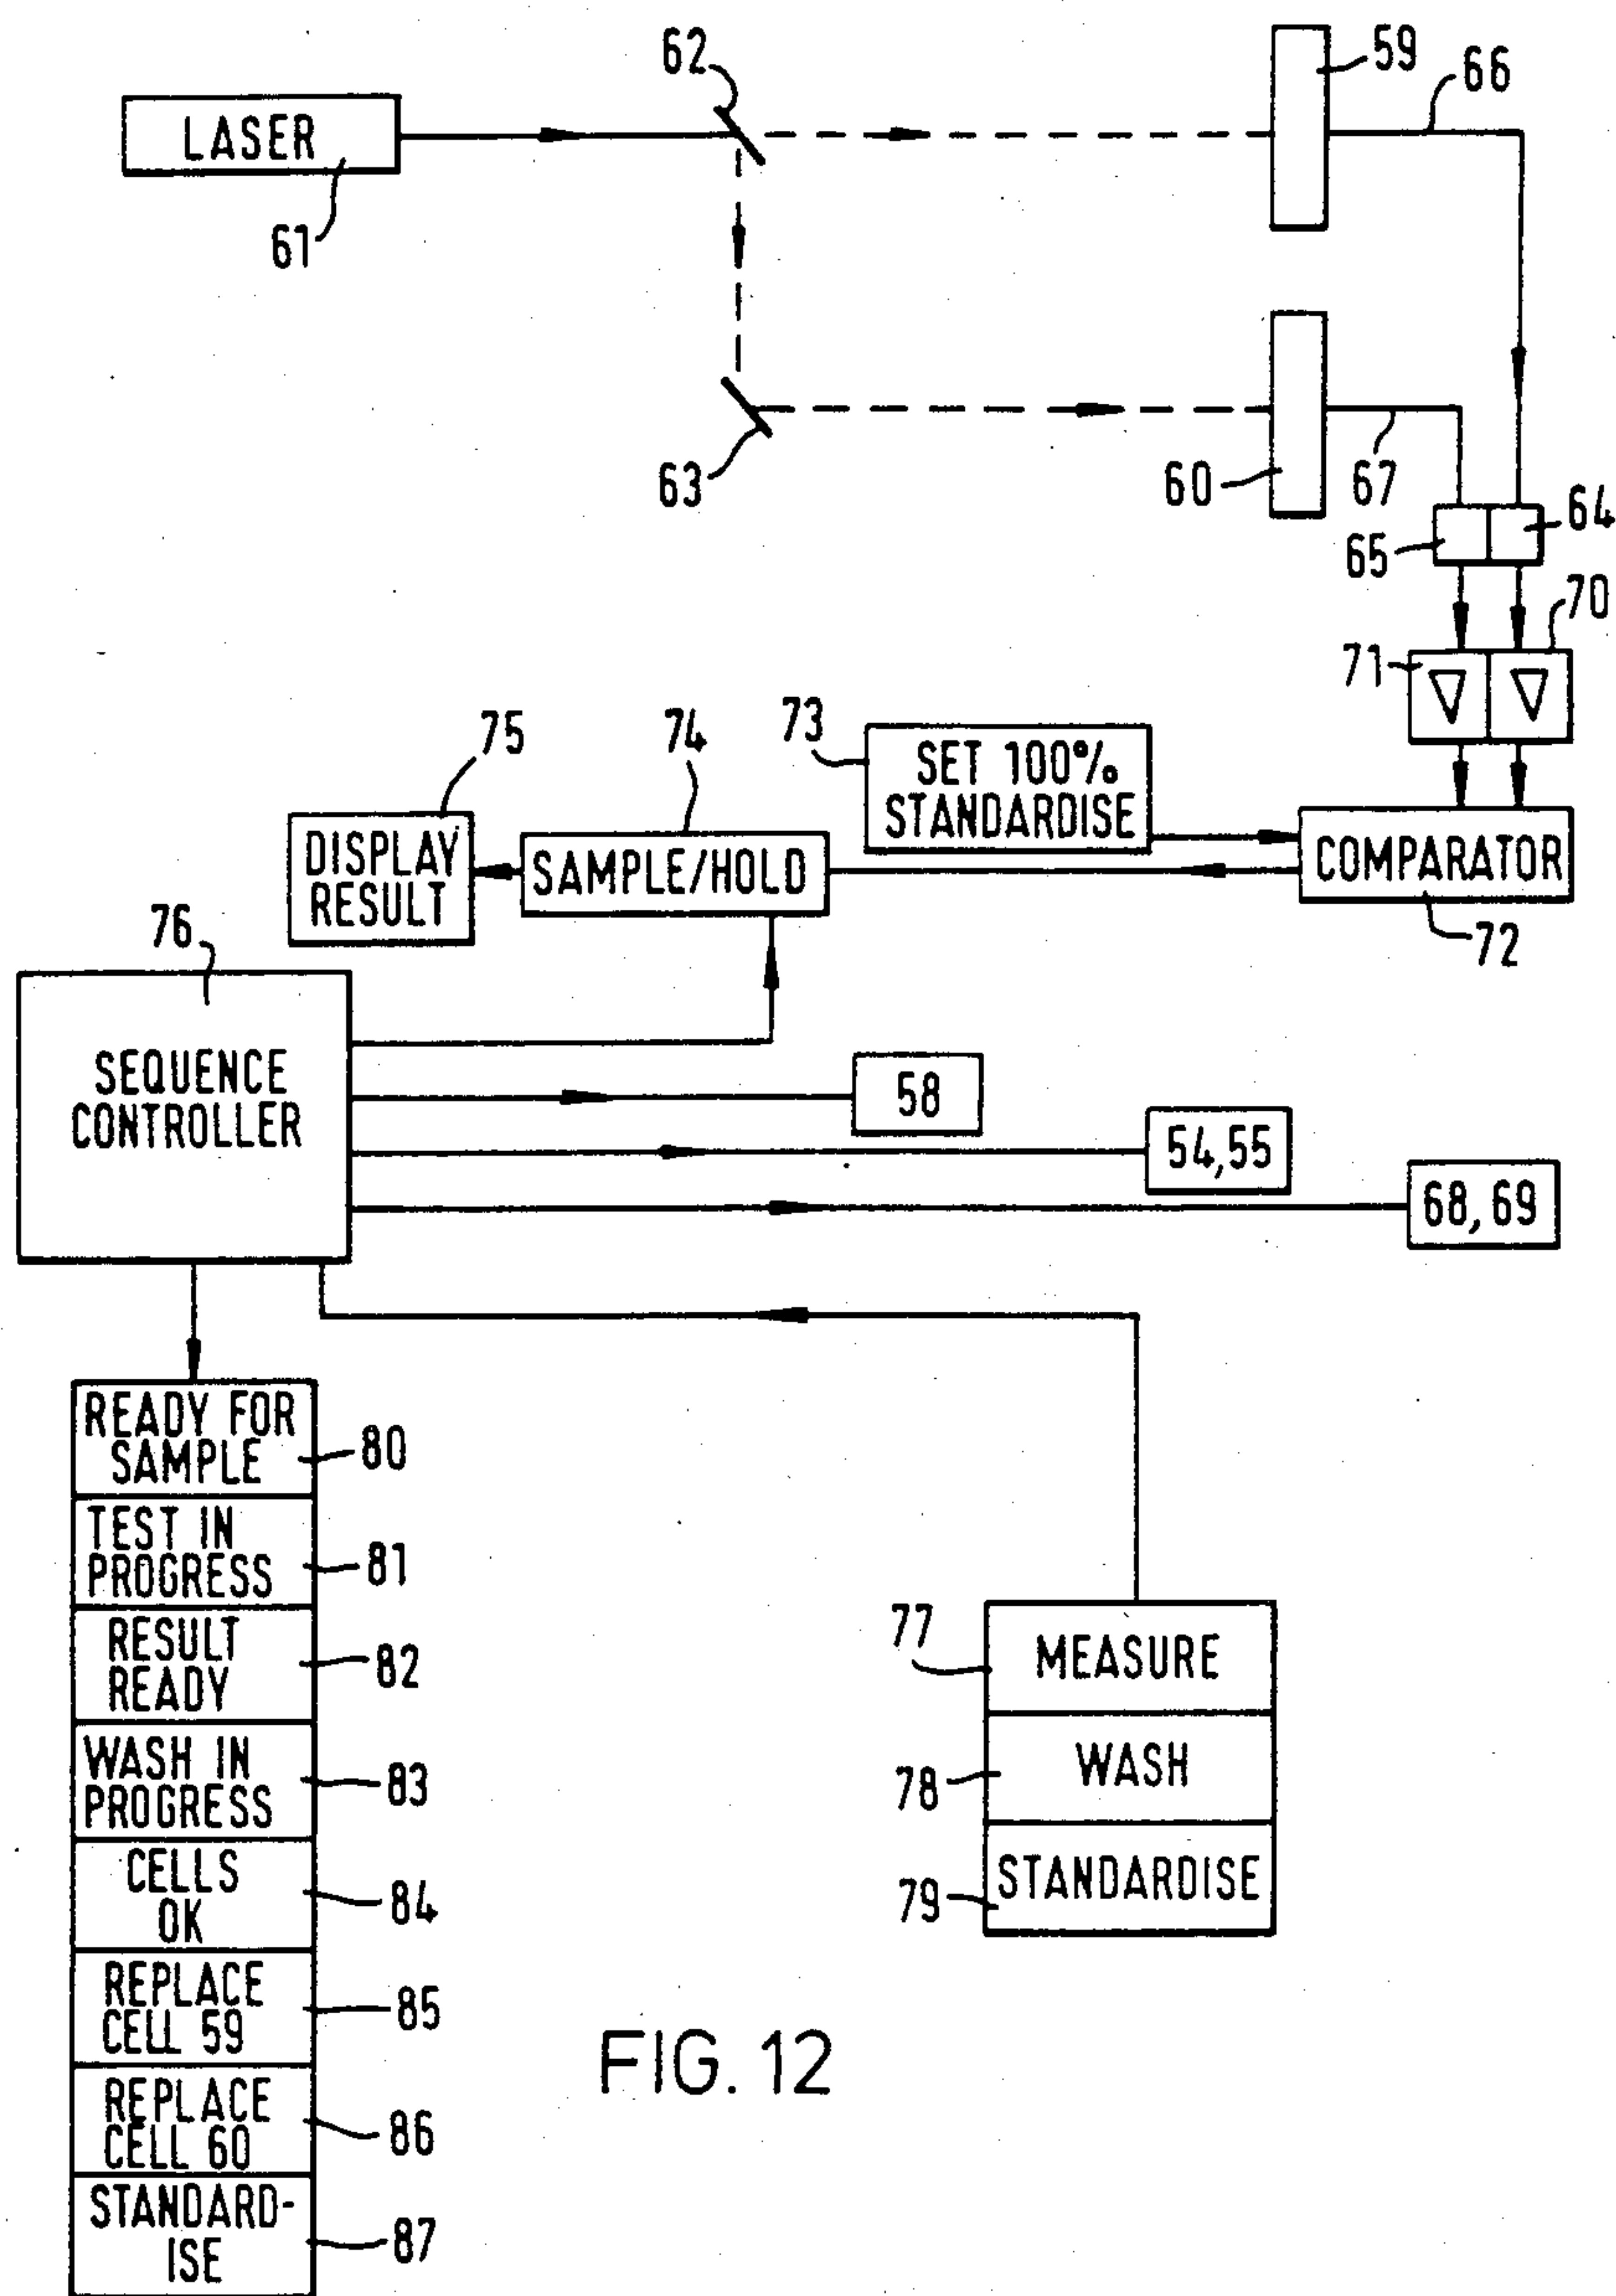 62
59
66
LASER
61
63
60
67
64
65
70
71
73
SET 100%
STANDARDISE
75
74
DISPLAY
RESULT
SAMPLE/HOLD
COMPARATOR
72
76
SEQUENCE
CONTROLLER
58
54,55
68,69
READY FOR
SAMPLE
80
TEST IN
PROGRESS
81
RESULT
READY
82
WASH IN
PROGRESS
83
CELLS
OK
84
REPLACE
CELL 59
85
REPLACE
CELL 60
86
STANDARD-
ISE
87
77
MEASURE
78
WASH
79
STANDARDISE
FIG. 12